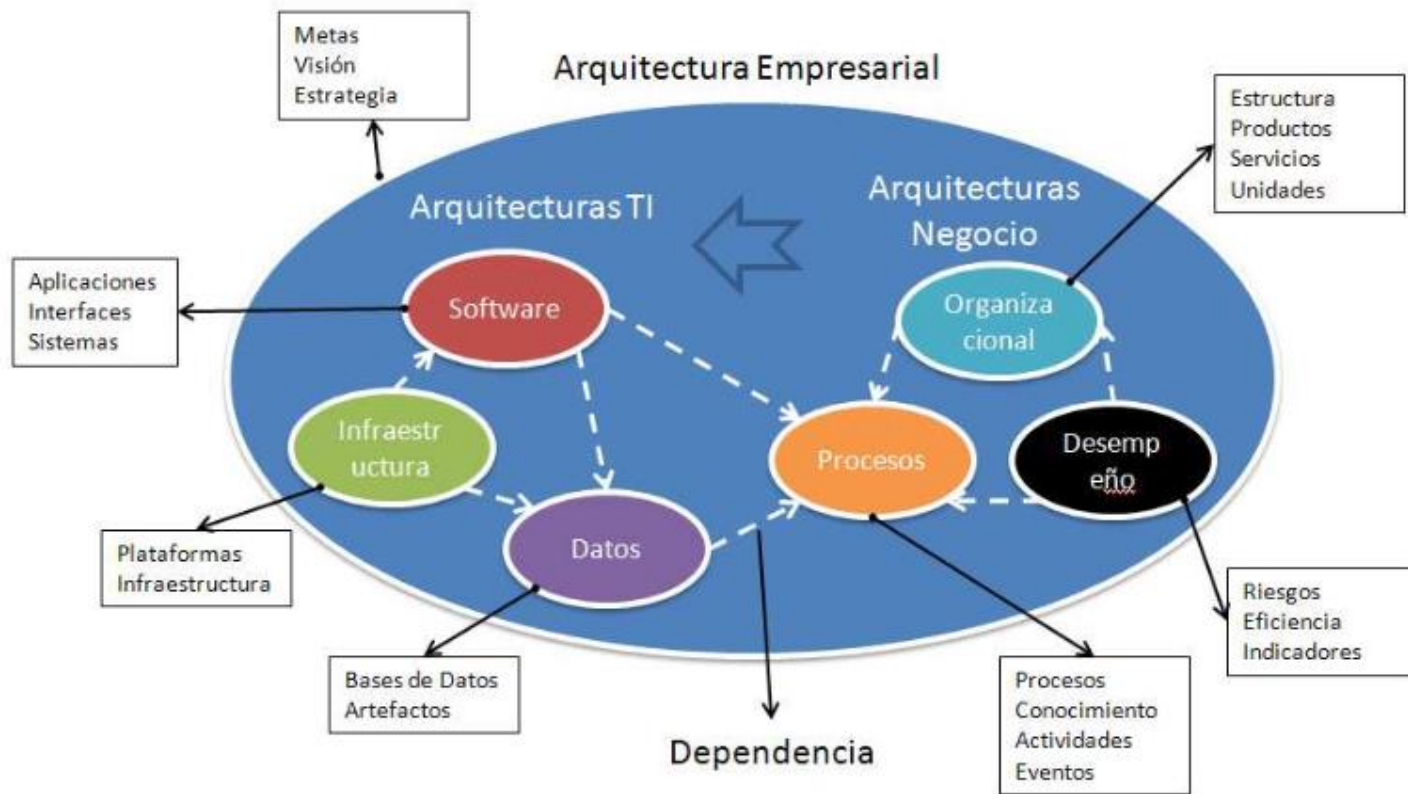 Metas
Visión
Estrategia
Arquitectura Empresarial
Estructura
Productos
Servicios
Unidades
Arquitecturas TI
Arquitecturas
Negocio
Aplicaciones
Interfaces
Sistemas
Software
Organiza
cional
Infraestr
uctura
Procesos
Desemp
eño
Datos
Plataformas
Infraestructura
Riesgos
Eficiencia
Indicadores
Bases de Datos
Artefactos
Procesos
Conocimiento
Actividades
Eventos
Dependencia